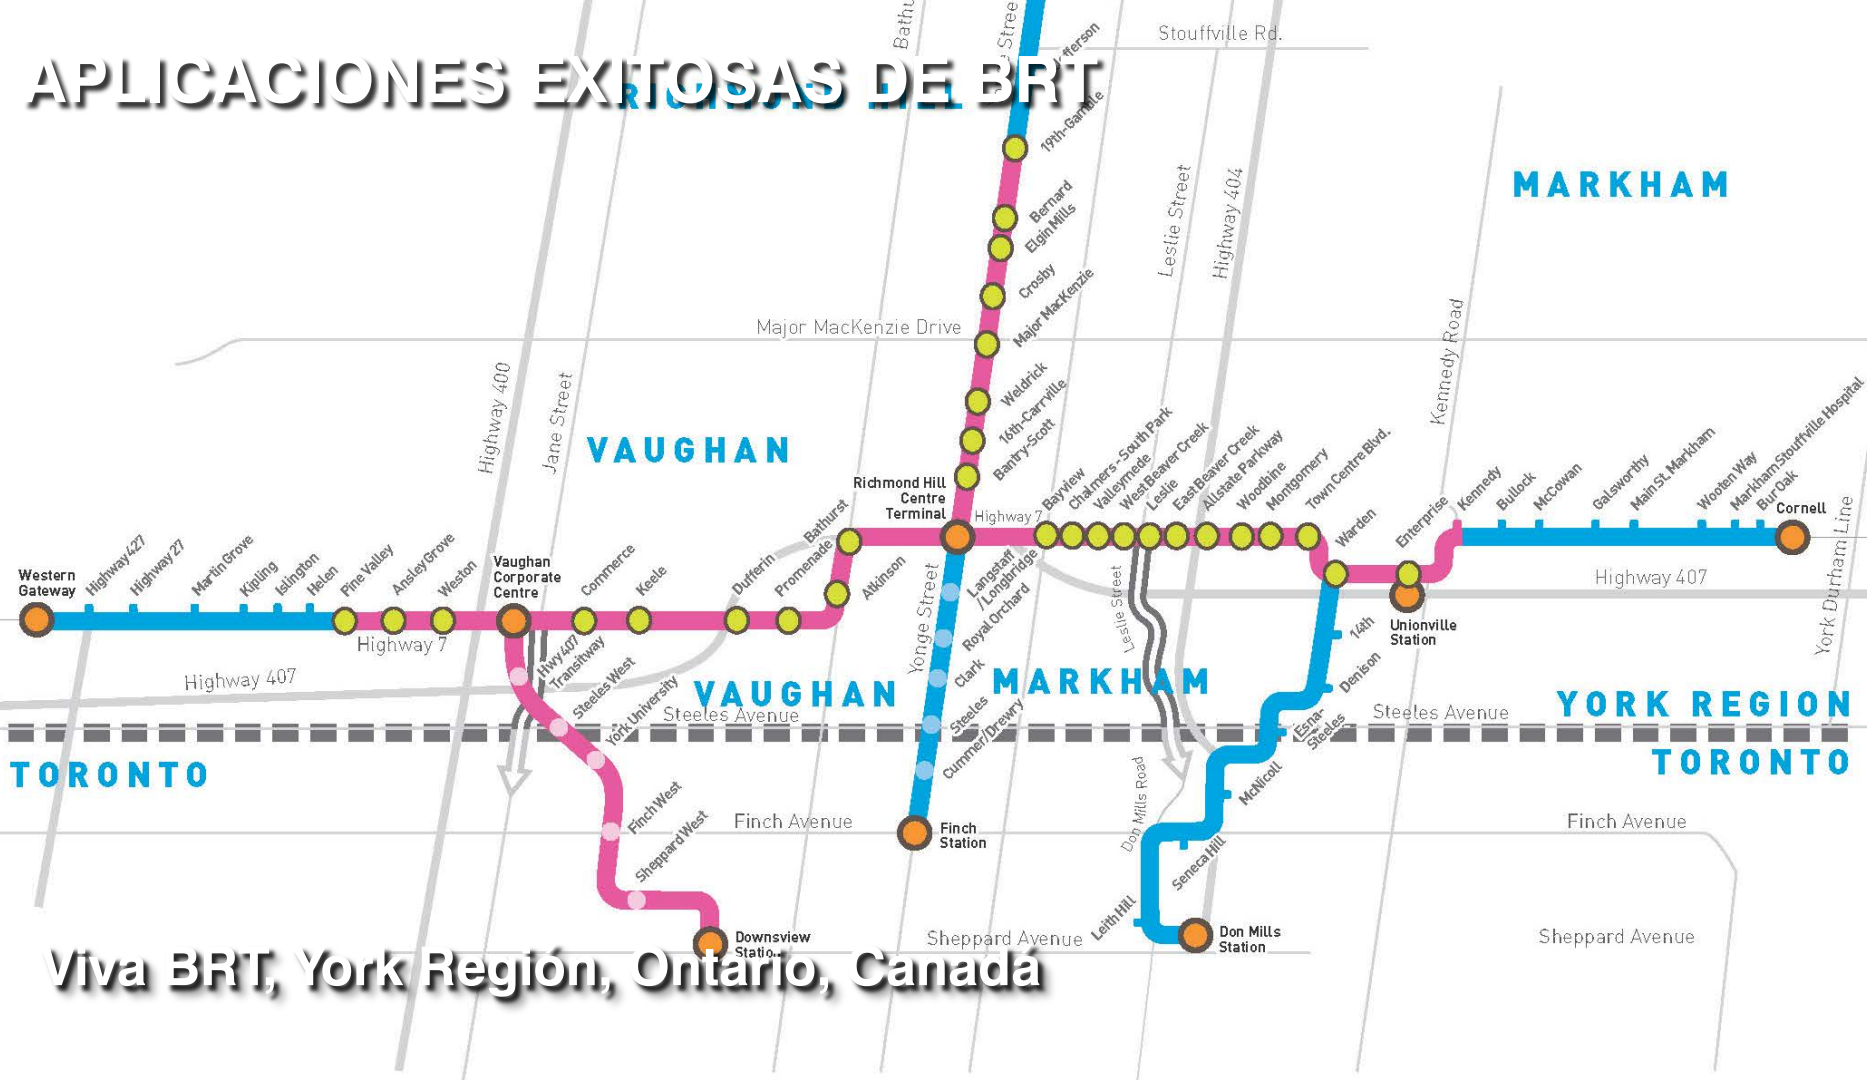 Stouffville Rd.
APLICACIONES EXITOSAS DE BRT
RICHMOND HILL
19th-Gamble
MARKHAM
Leslie Street
Highway 404
Bernard
Elgin Mills
Crosby
Major MacKenzie
Major MacKenzie Drive
Kennedy Road
Highway 400
Jane Street
Weldrick
16th-Carrville
Bantry-Scott
VAUGHAN
Richmond Hill
Centre
Terminal
Highway 7
Bayview
Chalmers - South Park
Valleymede
West Beaver Creek
Leslie
East Beaver Creek
Allstate Parkway
Woodbine
Montgomery
Town Centre Blvd.
Warden
Enterprise
Kennedy
Bullock
McCowan
Galsworthy
Main St. Markham
Wooten Way
Markham Stouffville Hospital
Bur Oak
Cornell
York Durham Line
Western
Gateway
Highway 427
Highway 27
Martin Grove
Kipling
Islington
Helen
Pine Valley
Ansley Grove
Weston
Vaughan
Corporate
Centre
Commerce
Keele
Dufferin
Promenade
Bathurst
Atkinson
Highway 7
Highway 407
Highway 407
Unionville
Station
Hwy 407
Transitway
Steeles West
York University
Yonge Street
Langstaff
/ Longbridge
Royal Orchard
Clark
Steeles
Cummer/Drewry
Leslie Street
14th
Denison
Esna-
Steeles
VAUGHAN
MARKHAM
YORK REGION
Steeles Avenue
Steeles Avenue
TORONTO
TORONTO
Don Mills Road
McNicoll
Finch West
Sheppard West
Finch Avenue
Finch
Station
Finch Avenue
Seneca Hill
Leith Hill
Downsview
Station
Sheppard Avenue
Don Mills
Station
Sheppard Avenue
Viva BRT, York Región, Ontario, Canadá